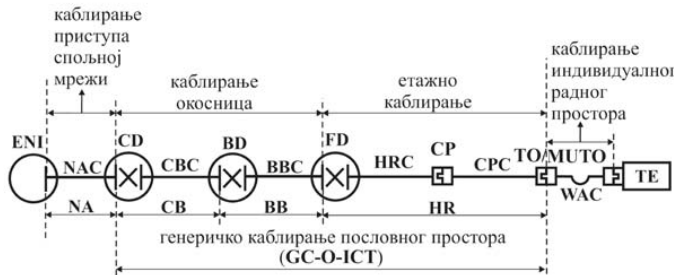 каблирање
приступа
спољној
мрежи
каблирање
окосница
етажно
каблирање
каблирање
индивидуалног
радног
простора
ENI
CD
BD
FD
CP
TO/MUTO
NAC
CBC
BBC
HRC
CPC
WAC
TE
NA
CB
BB
HR
генеричко каблирање пословног простора
(GC-O-ICT)